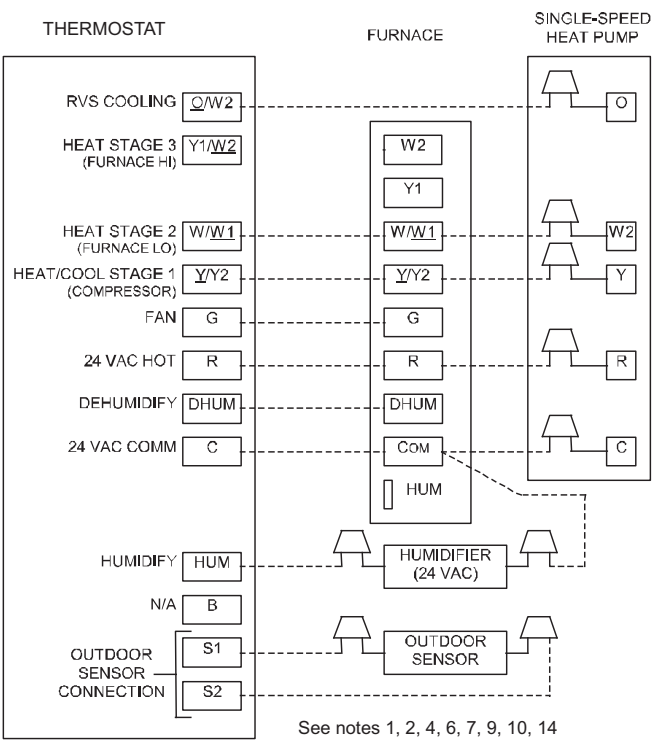 THERMOSTAT
FURNACE
SINGLE-SPEED
HEAT PUMP
RVS COOLING O/W2
O
HEAT STAGE 3 Y1/W2
(FURNACE HI)
W2
Y1
HEAT STAGE 2 W/W1
(FURNACE LO)
W/W1
W2
HEAT/COOL STAGE 1 Y/Y2
(COMPRESSOR)
Y/Y2
Y
FAN G
G
24 VAC HOT R
R
R
DEHUMIDIFY DHUM
DHUM
24 VAC COMM C
COM
C
HUM
HUMIDIFY HUM
HUMIDIFIER
(24 VAC)
N/A B
OUTDOOR
SENSOR
CONNECTION
S1
S2
OUTDOOR
SENSOR
See notes 1, 2, 4, 6, 7, 9, 10, 14